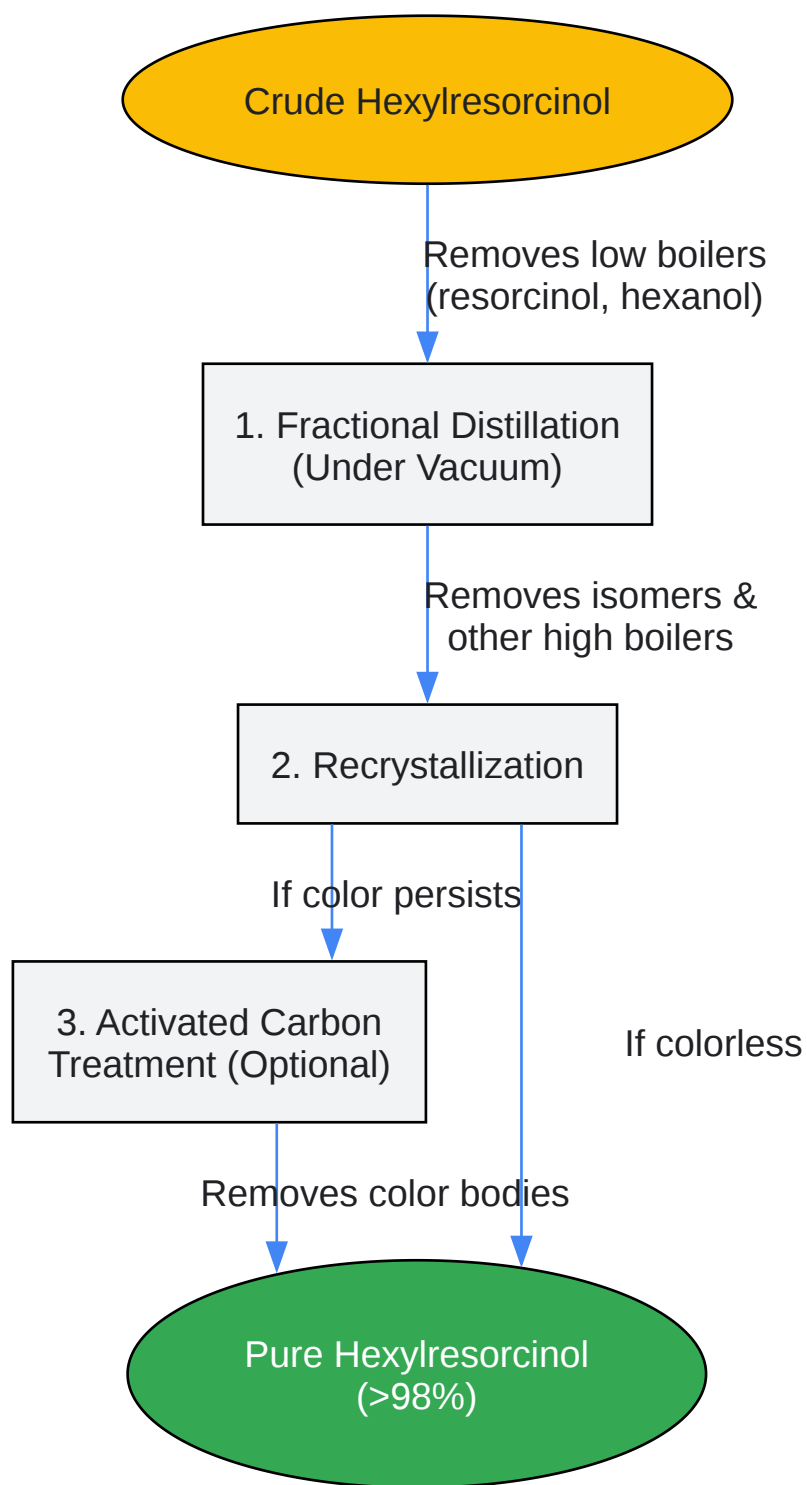 Crude Hexylresorcinol
Removes low boilers
(resorcinol, hexanol)
1. Fractional Distillation
(Under Vacuum)
Removes isomers &
other high boilers
2. Recrystallization
If color persists
3. Activated Carbon
Treatment (Optional)
If colorless
Removes color bodies
Pure Hexylresorcinol
(>98%)